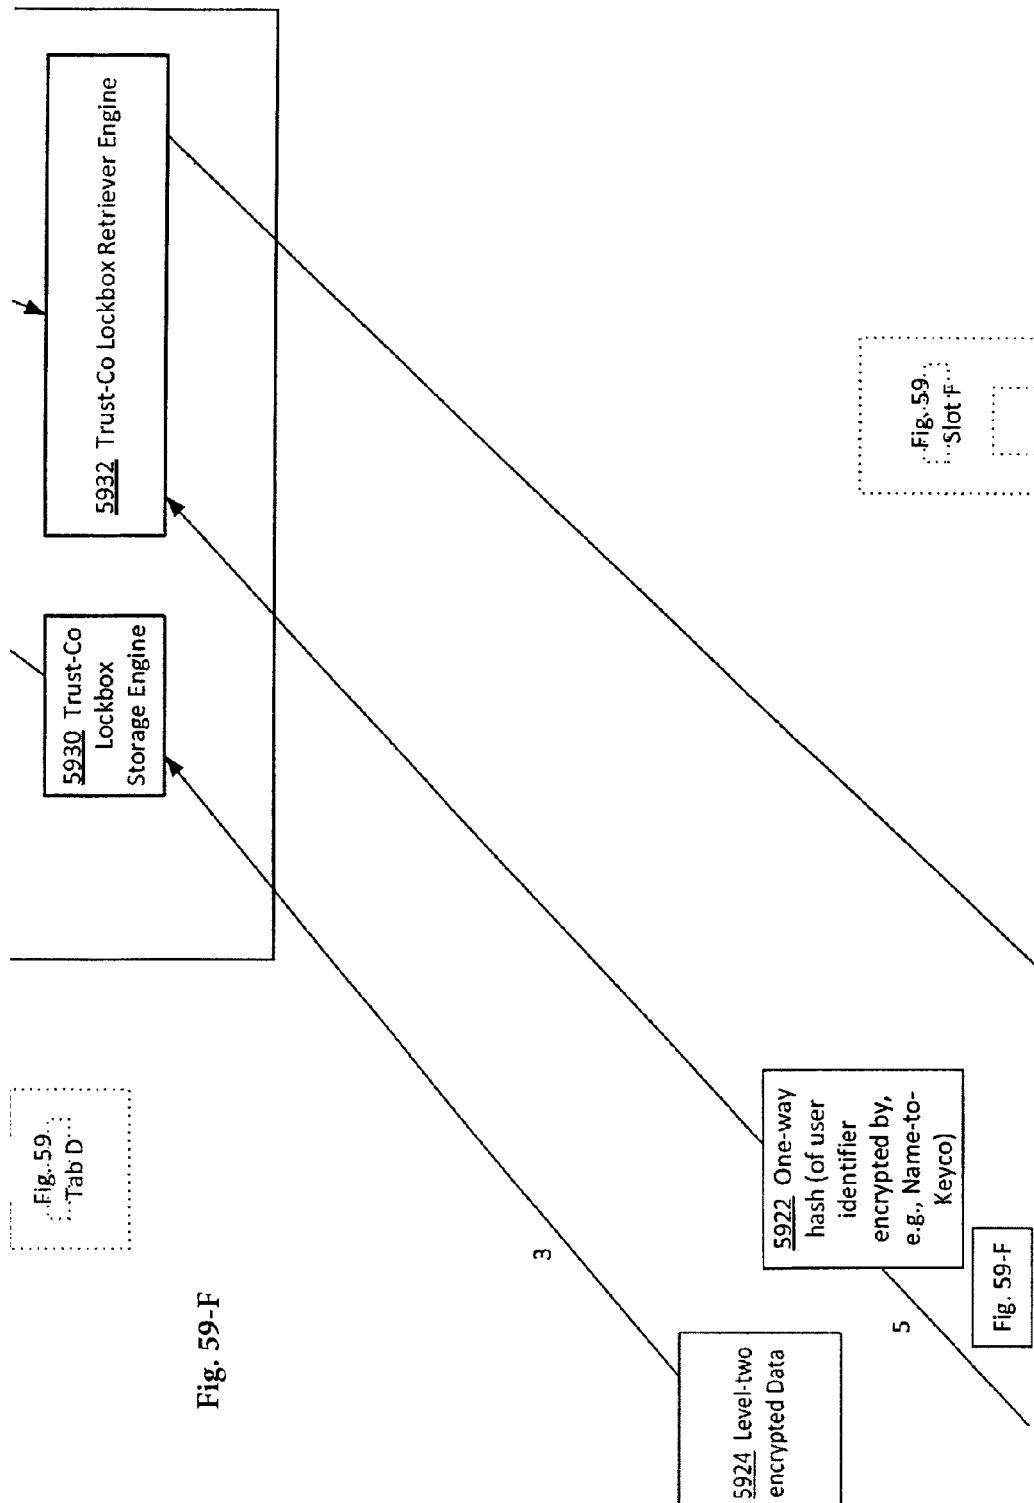 Fig. 59-F
Fig. 59
Tab D
5930 Trust-Co
Lockbox
Storage Engine
5932 Trust-Co Lockbox Retriever Engine
3
5924 Level-two
encrypted Data
5922 One-way
hash (of user
identifier
encrypted by,
e.g., Name-to-
Keyco)
5
Fig. 59-F
Fig. 59
Slot F